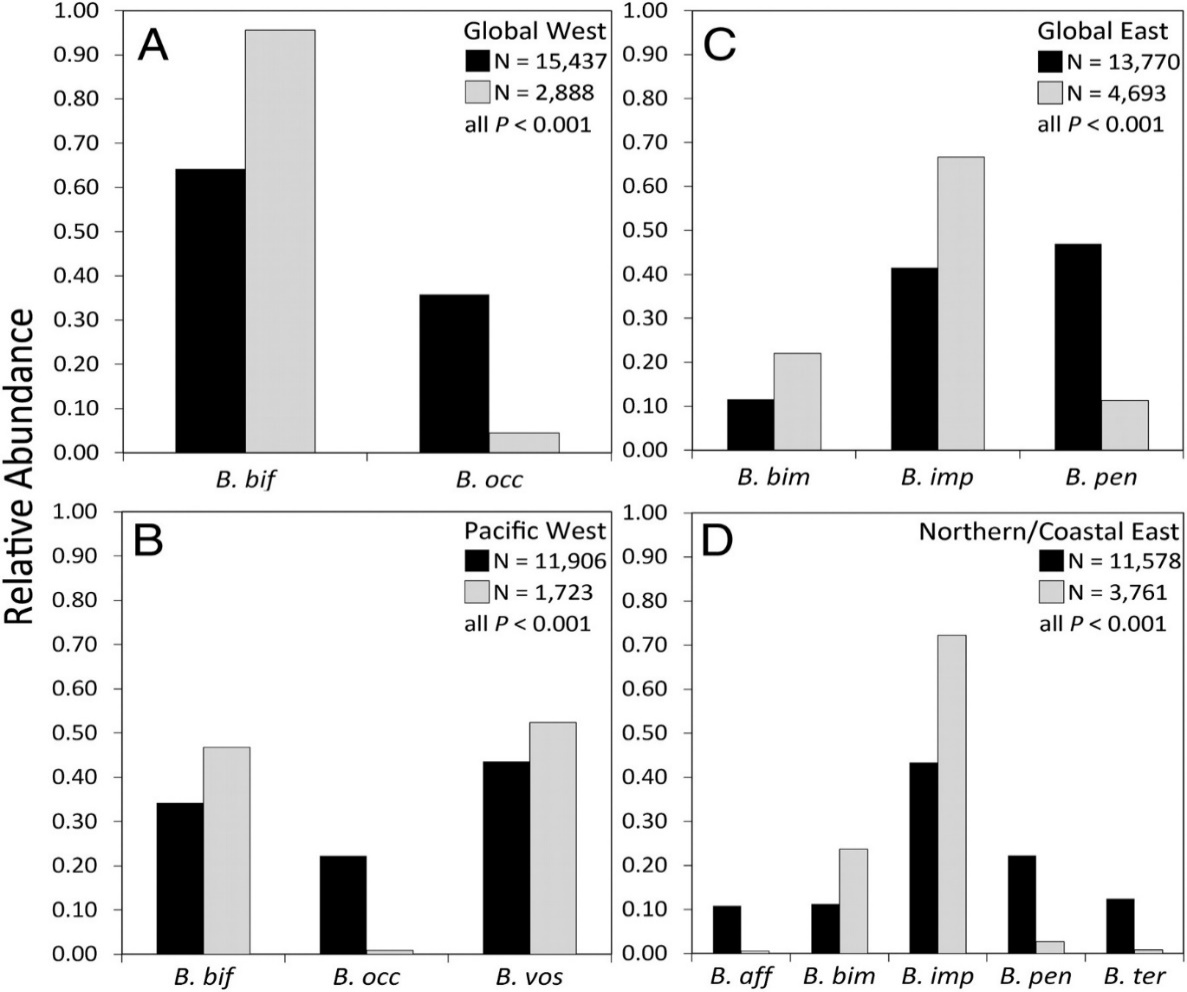 Relative Abundance
A
Global West
N = 15,437
N = 2,888
all P < 0.001
1.00
0.90
0.80
0.70
0.60
0.50
0.40
0.30
0.20
0.10
0.00
B. bif B. occ
C
Global East
N = 13,770
N = 4,693
all P < 0.001
1.00
0.90
0.80
0.70
0.60
0.50
0.40
0.30
0.20
0.10
0.00
B. bim B. imp B. pen
B
Pacific West
N = 11,906
N = 1,723
all P < 0.001
1.00
0.90
0.80
0.70
0.60
0.50
0.40
0.30
0.20
0.10
0.00
B. bif B. occ B. vos
D
Northern/Coastal East
N = 11,578
N = 3,761
all P < 0.001
1.00
0.90
0.80
0.70
0.60
0.50
0.40
0.30
0.20
0.10
0.00
B. aff B. bim B. imp B. pen B. ter